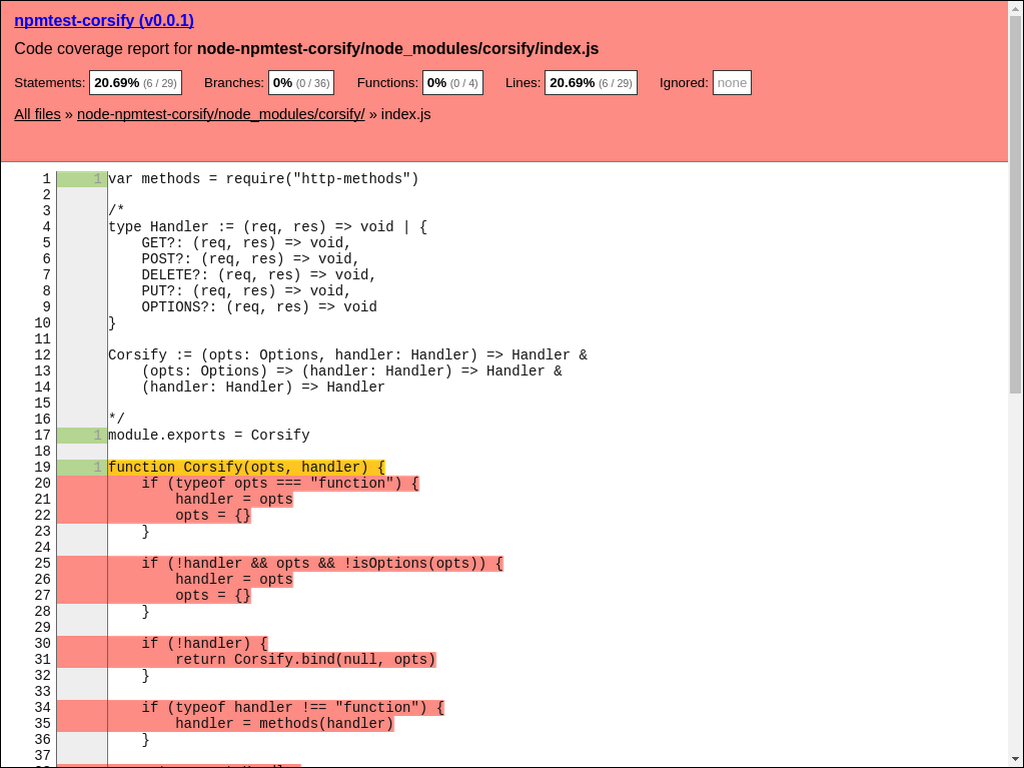 npmtest-corsify (v0.0.1)
Code coverage report for node-npmtest-corsify/node_modules/corsify/index.js
Statements: 20.69% (6 / 29) Branches: 0% (0 / 36) Functions: 0% (0 / 4) Lines: 20.69% (6 / 29) Ignored: none
All files » node-npmtest-corsify/node_modules/corsify/ » index.js
1 1 var methods = require("http-methods")
2
3 /*
4 type Handler := (req, res) => void | {
5     GET?: (req, res) => void,
6     POST?: (req, res) => void,
7     DELETE?: (req, res) => void,
8     PUT?: (req, res) => void,
9     OPTIONS?: (req, res) => void
10 }
11
12 Corsify := (opts: Options, handler: Handler) => Handler &
13     (opts: Options) => (handler: Handler) => Handler &
14     (handler: Handler) => Handler
15
16 */
17 1 module.exports = Corsify
18
19 1 function Corsify(opts, handler) {
20     if (typeof opts === "function") {
21         handler = opts
22         opts = {}
23     }
24
25     if (!handler && opts && !isOptions(opts)) {
26         handler = opts
27         opts = {}
28     }
29
30     if (!handler) {
31         return Corsify.bind(null, opts)
32     }
33
34     if (typeof handler !== "function") {
35         handler = methods(handler)
36     }
37